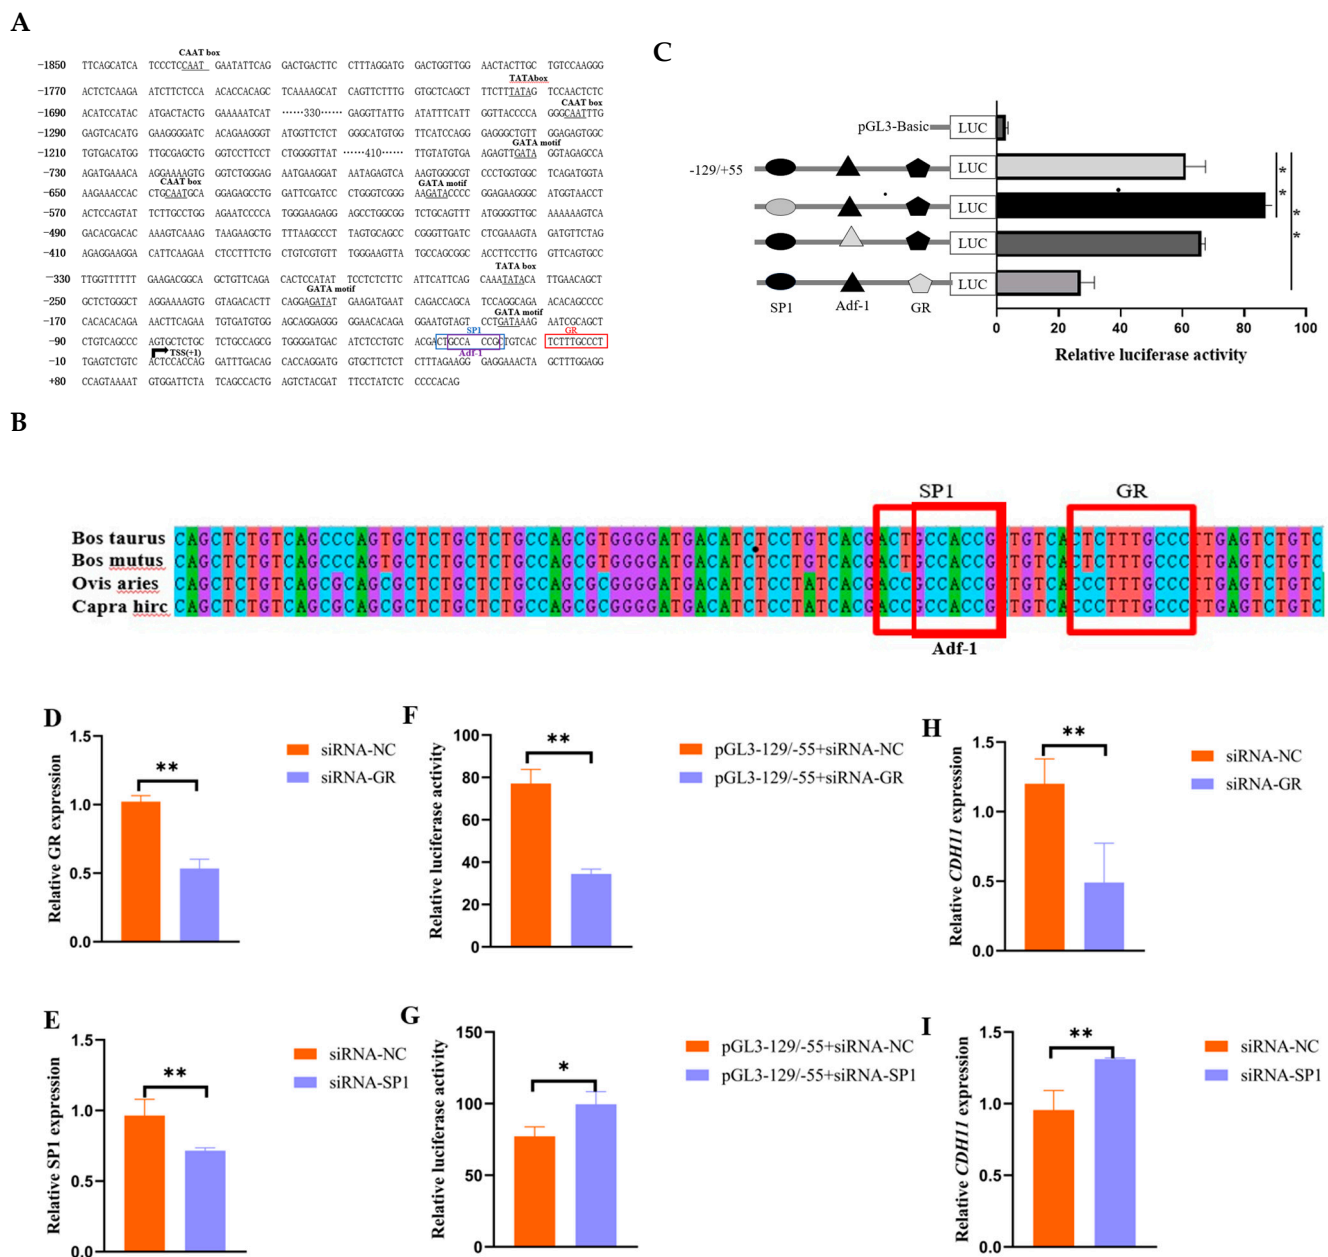 A
CAAT box
−1850 TTCAGCATCA TCCCTCCAAT GAATATTCAG GACTGACTTC CTTTAGGATG GACTGGTTGG AACTACTTGC TGTCCAAGGG
TATAbox
−1770 ACTCTCAAGA ATCTTCTCCA ACACCACAGC TCAAAAGCAT CAGTTCTTTG GGTGCTCAGCT TTCTTTATAG TCCAACTCTC
CAAT box
−1690 ACATCCATAC ATGACTACTG GAAAAATCAT ······330······ GAGGTTATTG TATATTTCAT TGGTTACCCCA GGGCAATTTG
−1290 GAGTCACATG GAAGGGGATC ACAGAAGGGT ATGGTTCTCT GGGCATGTGG TTCATCCAGG GAGGGCTGTT GGAGAGTGGC
GATA motif
−1210 TGTGACATGG TTGCGAGCTG GGTCCTTCCT CTGGGGTTAT ······410······ TTGTATGTGA AGAGTTGATA GGTAGAGCCA
−730 AGATGAAACA AGGAAAAGTG GGTCTGGGAG AATGAAGGAT AATAGAGTCA AAGTGGGCGT CCCTGGTGGC TCAGATGGTA
CAAT box GATA motif
−650 AAGAAACCACC CTGCAATGCA GGAGAGCCTG GATTCGATCC CTGGGTCGGG AAGATACCCC GGAGAAGGGC ATGGTAACCT
−570 ACTCCAGTAT TCTTGCCTGG AGAATCCCCA TGGGAAGAGG AGCCTGGCGG TCTGCAGTTT ATGGGGTTGC AAAAAAGTCA
−490 GACACGACAC AAAGTCAAAG TAAGAAGCTG TTTAAGCCCT TAGTGCAGCC CGGTTGATC CTCGAAAGTA GATGTTCTAG
−410 AGAGGAAGGA CATTCAAGAA CTCCTTTCTG CTGTCGTGTT TGGGAAGTTA TGCCAGCGGC ACCTTCCTTG GTTCAGTGCC
TATA box
−330 TTGGTTTTTT GAAGACGGCA GCTGTTCACA CACTCCATAT TCCTCTCTTC ATTCATTCAG CAAATATACA TTGAACAGCT
GATA motif
−250 GCTCTGGGCT AGGAAAAGTG GTAGACACTT CAGGAGATAT GAAGATGAAT CAGACCAGCA TCCAGGCAGA ACACAGCCCC
GATA motif
−170 CACACACAGA AACTTCAGAA TGTGATGTGG AGCAGGAGGG GGAACACAGA GGAATGTAGT CCTGATAAAG AATCGCAGCT
SP1 GR
−90 CTGTCAGCCC AGTGCTCTGC TCTGCCAGCG TGGGGATGAC ATCTCCTGTC ACGACTGCCA CCGCTGTCAC TCTTTGCCCT
TSS(+1) Adf-1
−10 TGAGTCTGTC ACTCCACCAG GATTTGACAG CACCAGGATG GTGCTTCTCT CTTTAGAAGG GAGGAAACTA GCTTTGGAGG
+80 CCAGTAAAAT GTGGATTCTA TCAGCCACTG AGTCTACGAT TTCCTATCTC CCCCACAG
C
pGL3-Basic LUC
-129/+55 LUC
LUC
LUC
LUC
SP1 Adf-1 GR
*
*
*
*
0 20 40 60 80 100
Relative luciferase activity
B
SP1 GR
Bos taurus CAGCTCTGTCAGCCCAGTGCTCTGCTCTGCCAGCGTGGGGATGACATCTCCTGTCACGACTGCCACCGCTGTCACTCTTTGCCCTTGAGTCTGTC
Bos mutus CAGCTCTGTCAGCCCAGTGCTCTGCTCTGCCAGCGTGGGGATGACATCTCCTGTCACGACTGCCACCGCTGTCACTCTTTGCCCTTGAGTCTGTC
Ovis aries CAGCTCTGTCAGCGCAGCGCTCTGCTCTGCCAGCGCGGGGATGACATCTCCTATCACGACCGCCACCGCTGTCACCCTTTGCCCTTGAGTCTGTC
Capra hirc CAGCTCTGTCAGCGCAGCGCTCTGCTCTGCCAGCGCGGGGATGACATCTCCTATCACGACCGCCACCGCTGTCACCCTTTGCCCTTGAGTCTGTC
Adf-1
D
Relative GR expression
1.5
1.0
0.5
0.0
**
siRNA-NC
siRNA-GR
F
Relative luciferase activity
100
80
60
40
20
0
**
pGL3-129/-55+siRNA-NC
pGL3-129/-55+siRNA-GR
H
Relative CDH11 expression
1.5
1.0
0.5
0.0
**
siRNA-NC
siRNA-GR
E
Relative SP1 expression
1.5
1.0
0.5
0.0
**
siRNA-NC
siRNA-SP1
G
Relative luciferase activity
150
100
50
0
*
pGL3-129/-55+siRNA-NC
pGL3-129/-55+siRNA-SP1
I
Relative CDH11 expression
1.5
1.0
0.5
0.0
**
siRNA-NC
siRNA-SP1